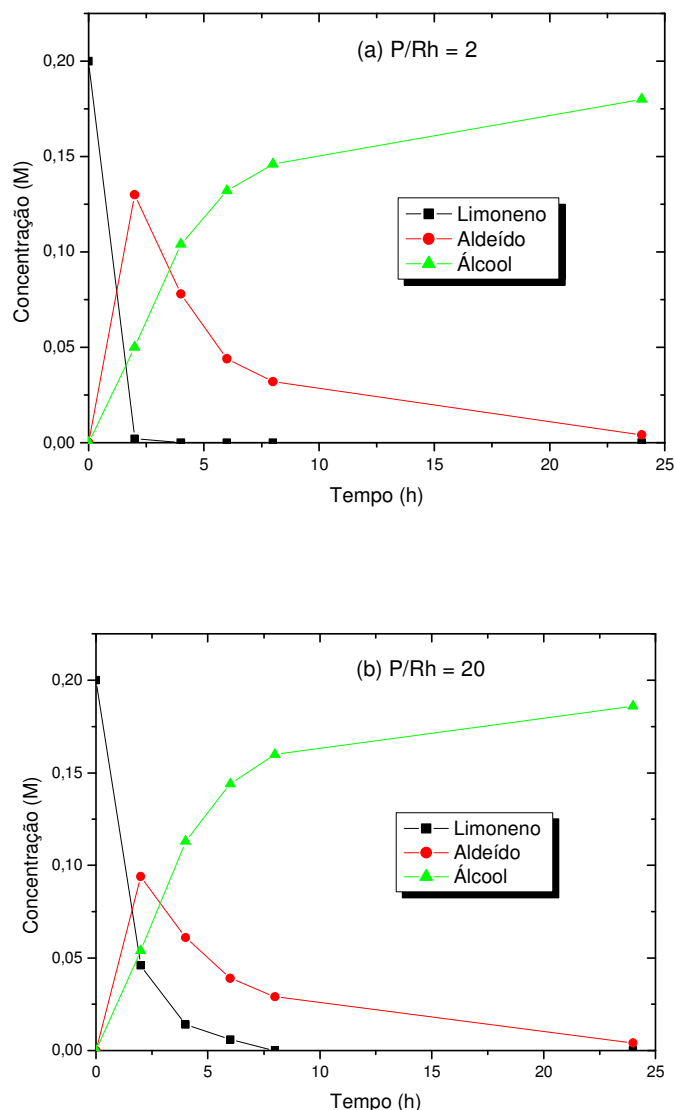 (a) P/Rh = 2
0,20
0,15
0,10
0,05
0,00
Concentração (M)
Limoneno
Aldeído
Álcool
0 5 10 15 20 25
Tempo (h)
(b) P/Rh = 20
0,20
0,15
0,10
0,05
0,00
Concentração (M)
Limoneno
Aldeído
Álcool
0 5 10 15 20 25
Tempo (h)